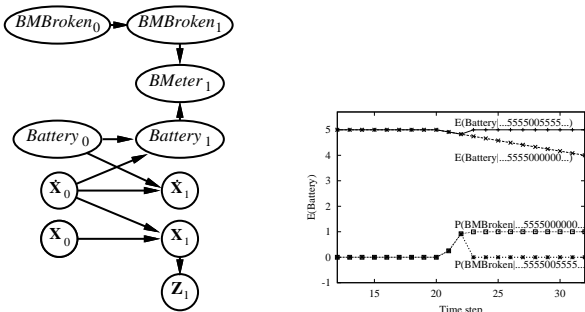 BMBroken0
BMBroken1
BMeter1
Battery0
Battery1
Ẋ0
Ẋ1
X0
X1
Z1
E(Battery)
5
4
3
2
1
0
-1
15
20
25
30
Time step
E(Battery|...5555005555...)
E(Battery|...5555000000...)
P(BMBroken|...5555000000...
P(BMBroken|...5555005555...